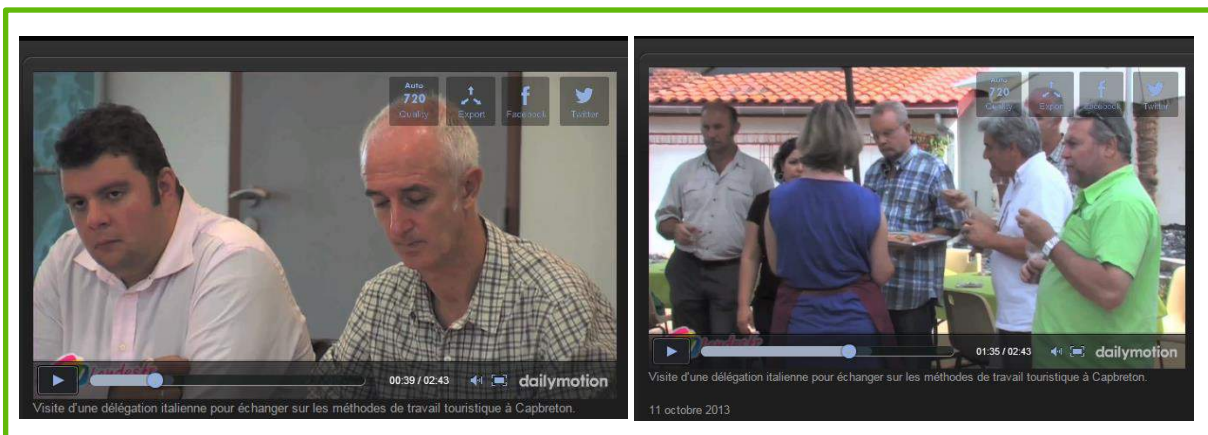 Auto
720
Quality
Export
Facebook
Twitter
00:39 / 02:43
dailymotion
Visite d'une délégation italienne pour échanger sur les méthodes de travail touristique à Capbreton.
Auto
720
Quality
Export
Facebook
Twitter
01:35 / 02:43
dailymotion
Visite d'une délégation italienne pour échanger sur les méthodes de travail touristique à Capbreton.
11 octobre 2013